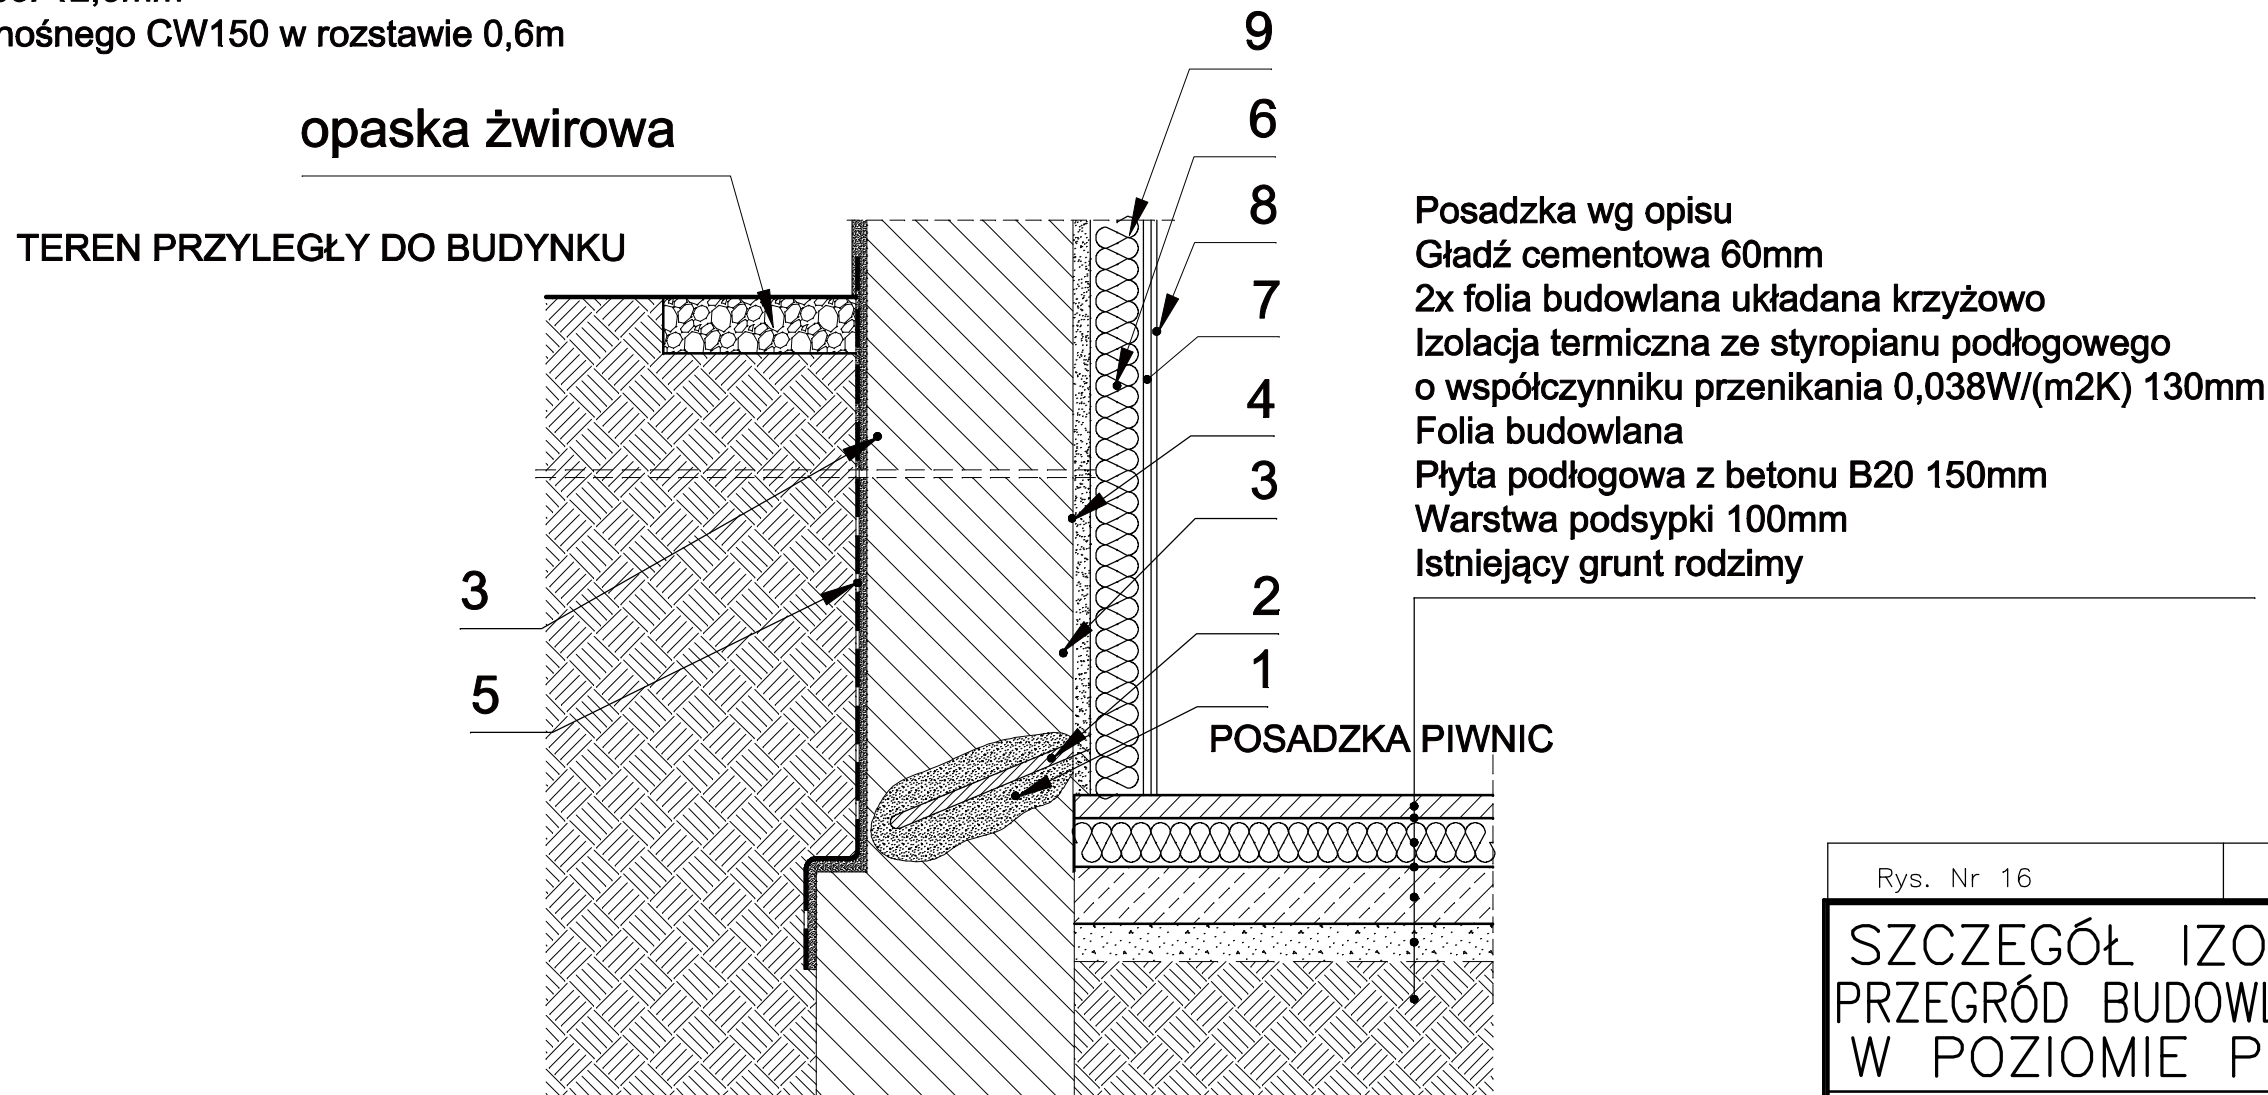 nośnego CW150 w rozstawie 0,6m
9
6
8
7
4
3
2
1
opaska żwirowa
TEREN PRZYLEGŁY DO BUDYNKU
3
5
Posadzka wg opisu
Gładź cementowa 60mm
2x folia budowlana układana krzyżowo
Izolacja termiczna ze styropianu podłogowego
o współczynniku przenikania 0,038W/(m2K) 130mm
Folia budowlana
Płyta podłogowa z betonu B20 150mm
Warstwa podsypki 100mm
Istniejący grunt rodzimy
POSADZKA PIWNIC
Rys. Nr 16
SZCZEGÓŁ IZO
PRZEGRÓD BUDOWL
W POZIOMIE P